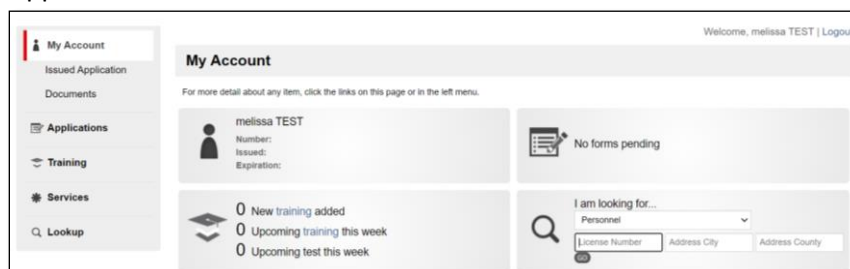 Welcome, melissa TEST | Logou
My Account
Issued Application
Documents
Applications
Training
Services
Lookup
My Account
For more detail about any item, click the links on this page or in the left menu.
melissa TEST
Number:
Issued:
Expiration:
No forms pending
0 New training added
0 Upcoming training this week
0 Upcoming test this week
I am looking for...
Personnel
License Number Address City Address County
GO